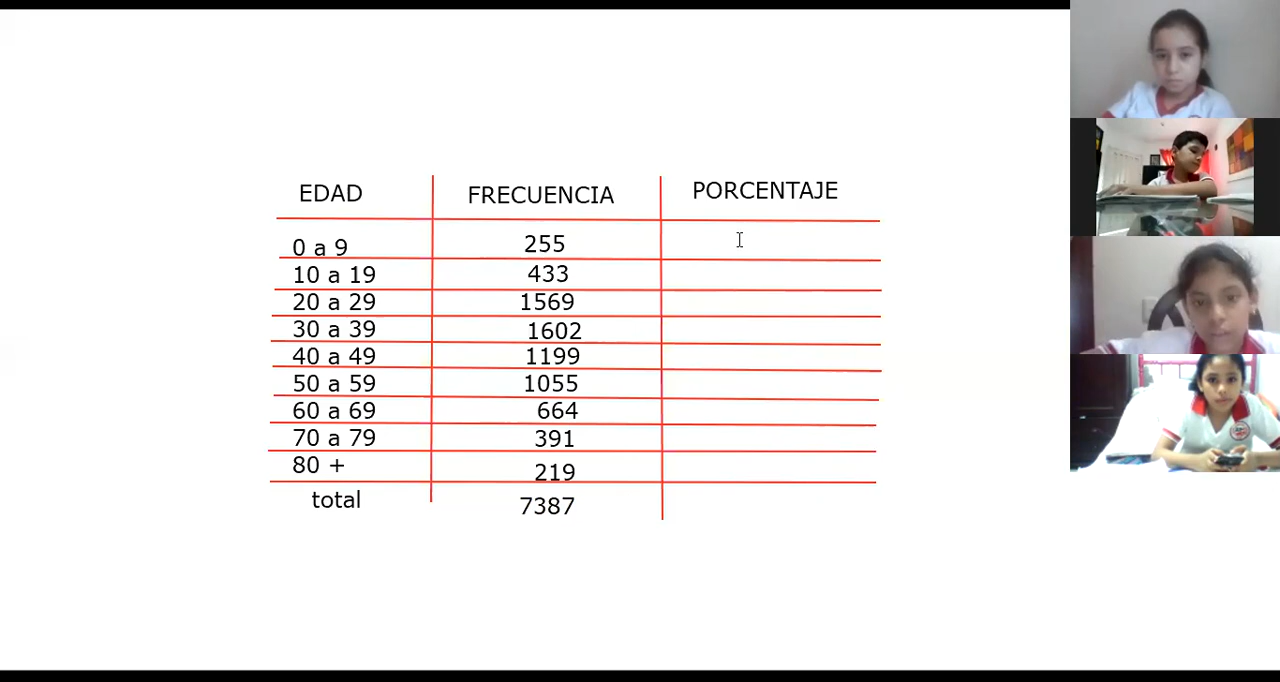 EDAD FRECUENCIA PORCENTAJE
0 a 9 255
10 a 19 433
20 a 29 1569
30 a 39 1602
40 a 49 1199
50 a 59 1055
60 a 69 664
70 a 79 391
80 + 219
total 7387